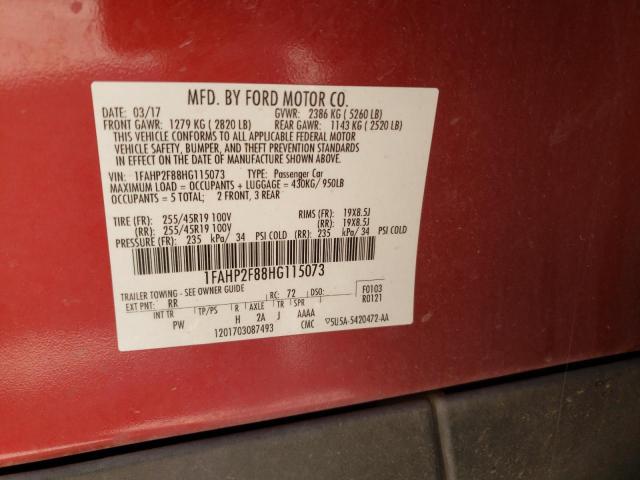 MFD. BY FORD MOTOR CO.
DATE: 03/17 GVWR: 2386 KG ( 5260 LB)
FRONT GAWR: 1279 KG ( 2820 LB) REAR GAWR: 1143 KG ( 2520 LB)
THIS VEHICLE CONFORMS TO ALL APPLICABLE FEDERAL MOTOR
VEHICLE SAFETY, BUMPER, AND THEFT PREVENTION STANDARDS
IN EFFECT ON THE DATE OF MANUFACTURE SHOWN ABOVE.
VIN: 1FAHP2F88HG115073 TYPE: Passenger Car
MAXIMUM LOAD = OCCUPANTS + LUGGAGE = 430KG/ 950LB
OCCUPANTS = 5 TOTAL; 2 FRONT, 3 REAR
TIRE (FR): 255/45R19 100V RIMS (FR): 19X8.5J
(RR): 255/45R19 100V (RR): 19X8.5J
PRESSURE (FR): 235 kPa/ 34 PSI COLD (RR): 235 kPa/ 34 PSI COLD
1FAHP2F88HG115073
TRAILER TOWING - SEE OWNER GUIDE
EXT PNT: RR RC: 72 DSO: F0103
R0121
INT TR TP/PS R AXLE TR SPR
PW H 2A J AAAA
1201703087493 CMC 5U5A-5420472-AA